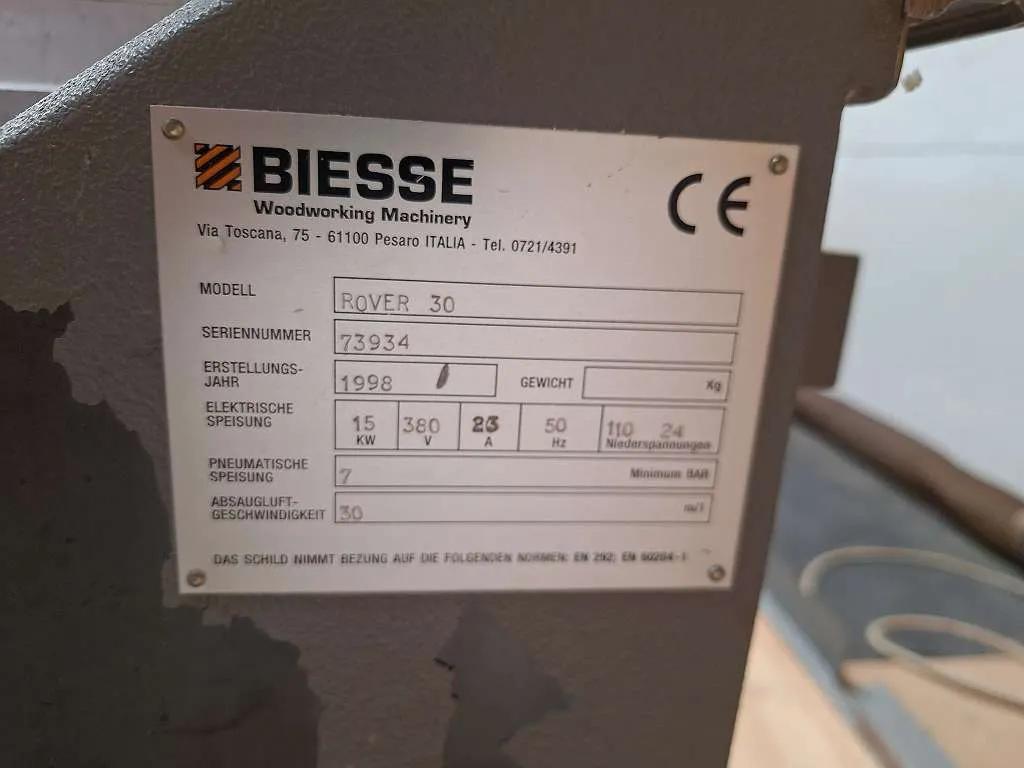 BIESSE
Woodworking Machinery
CE
Via Toscana, 75 - 61100 Pesaro ITALIA - Tel. 0721/4391
MODELL ROVER 30
SERIENNUMMER 73934
ERSTELLUNGS-
JAHR 1998 GEWICHT Kg
ELEKTRISCHE
SPEISUNG 15 KW 380 V 23 A 50 Hz 110 24 Niederspannungen
PNEUMATISCHE
SPEISUNG 7 Minimum BAR
ABSAUGLUFT-
GESCHWINDIGKEIT 30 m/1
DAS SCHILD NIMMT BEZUNG AUF DIE FOLGENDEN NORMEN: EN 292; EN 60204-1